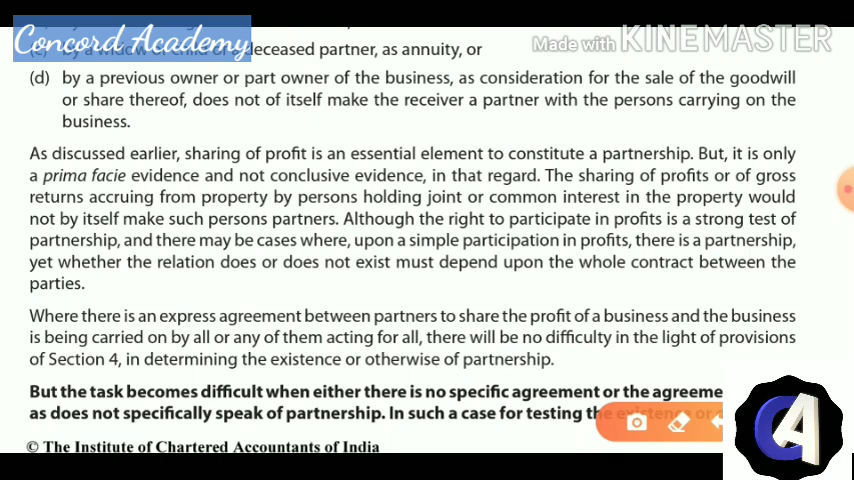 Concord Academy
Made with KINEMASTER
(c) by a widow or child of a deceased partner, as annuity, or
(d) by a previous owner or part owner of the business, as consideration for the sale of the goodwill
or share thereof, does not of itself make the receiver a partner with the persons carrying on the
business.
As discussed earlier, sharing of profit is an essential element to constitute a partnership. But, it is only
a prima facie evidence and not conclusive evidence, in that regard. The sharing of profits or of gross
returns accruing from property by persons holding joint or common interest in the property would
not by itself make such persons partners. Although the right to participate in profits is a strong test of
partnership, and there may be cases where, upon a simple participation in profits, there is a partnership,
yet whether the relation does or does not exist must depend upon the whole contract between the
parties.
Where there is an express agreement between partners to share the profit of a business and the business
is being carried on by all or any of them acting for all, there will be no difficulty in the light of provisions
of Section 4, in determining the existence or otherwise of partnership.
But the task becomes difficult when either there is no specific agreement or the agreeme
as does not specifically speak of partnership. In such a case for testing the existence or
© The Institute of Chartered Accountants of India
CA